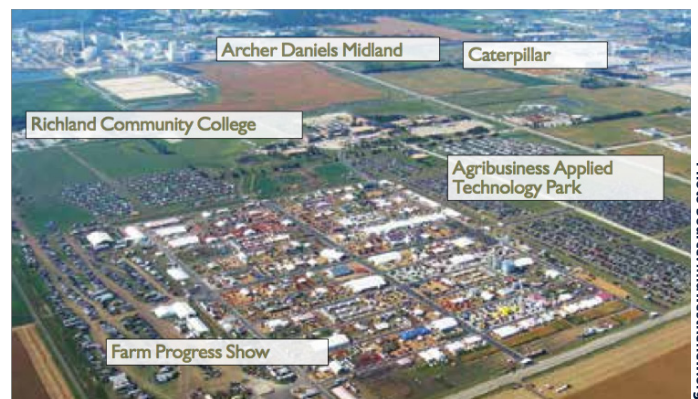 Archer Daniels Midland
Caterpillar
Richland Community College
Agribusiness Applied
Technology Park
Farm Progress Show